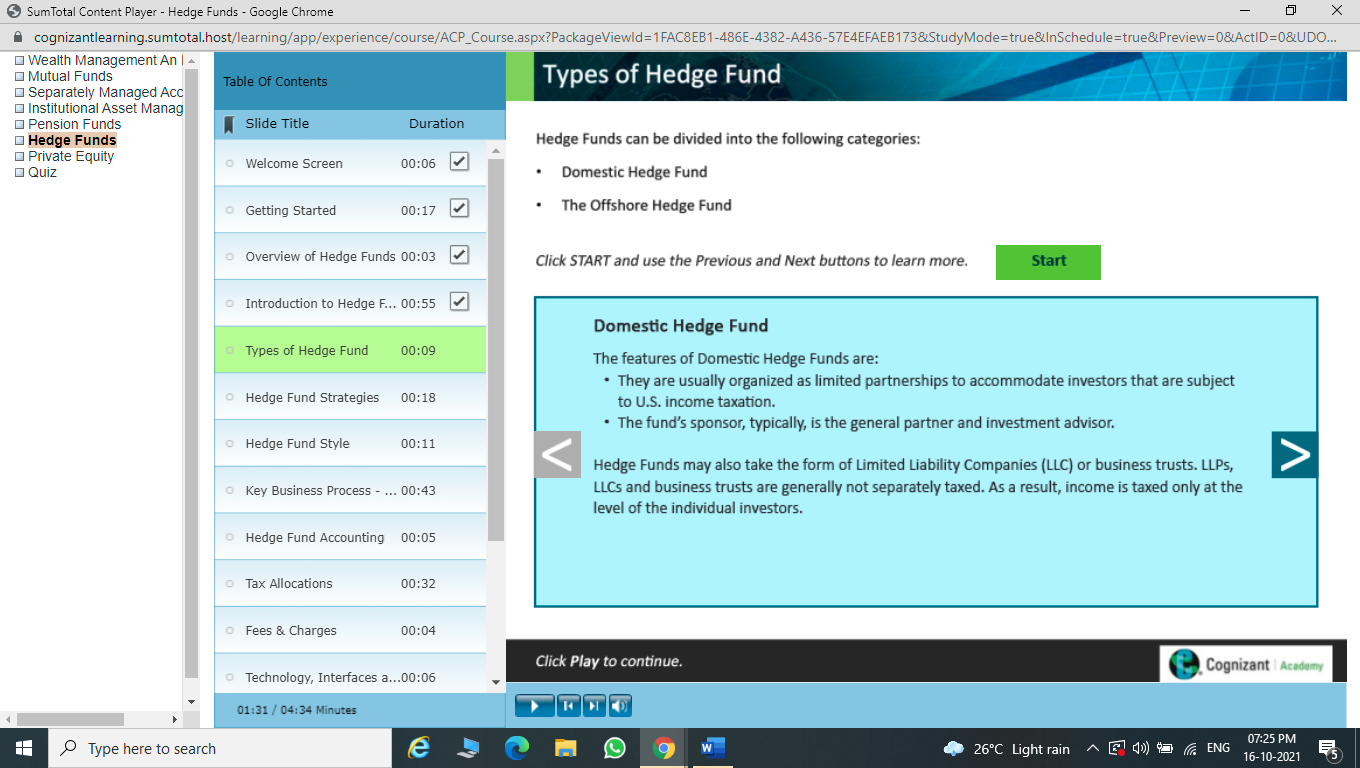 SumTotal Content Player - Hedge Funds - Google Chrome
cognizantlearning.sumtotal.host/learning/app/experience/course/ACP_Course.aspx?PackageViewId=1FAC8EB1-486E-4382-A436-57E4EFAEB173&StudyMode=true&InSchedule=true&Preview=0&ActID=0&UDO...
Wealth Management An I
Mutual Funds
Separately Managed Acc
Institutional Asset Manag
Pension Funds
Hedge Funds
Private Equity
Quiz
Table Of Contents
Slide Title Duration
Welcome Screen 00:06
Getting Started 00:17
Overview of Hedge Funds 00:03
Introduction to Hedge F... 00:55
Types of Hedge Fund 00:09
Hedge Fund Strategies 00:18
Hedge Fund Style 00:11
Key Business Process - ... 00:43
Hedge Fund Accounting 00:05
Tax Allocations 00:32
Fees & Charges 00:04
Technology, Interfaces a...00:06
01:31 / 04:34 Minutes
Types of Hedge Fund
Hedge Funds can be divided into the following categories:
• Domestic Hedge Fund
• The Offshore Hedge Fund
Click START and use the Previous and Next buttons to learn more.
Start
Domestic Hedge Fund
The features of Domestic Hedge Funds are:
• They are usually organized as limited partnerships to accommodate investors that are subject
to U.S. income taxation.
• The fund's sponsor, typically, is the general partner and investment advisor.
Hedge Funds may also take the form of Limited Liability Companies (LLC) or business trusts. LLPs,
LLCs and business trusts are generally not separately taxed. As a result, income is taxed only at the
level of the individual investors.
< >
Click Play to continue.
Cognizant | Academy
Type here to search
26°C Light rain
ENG
07:25 PM
16-10-2021
5